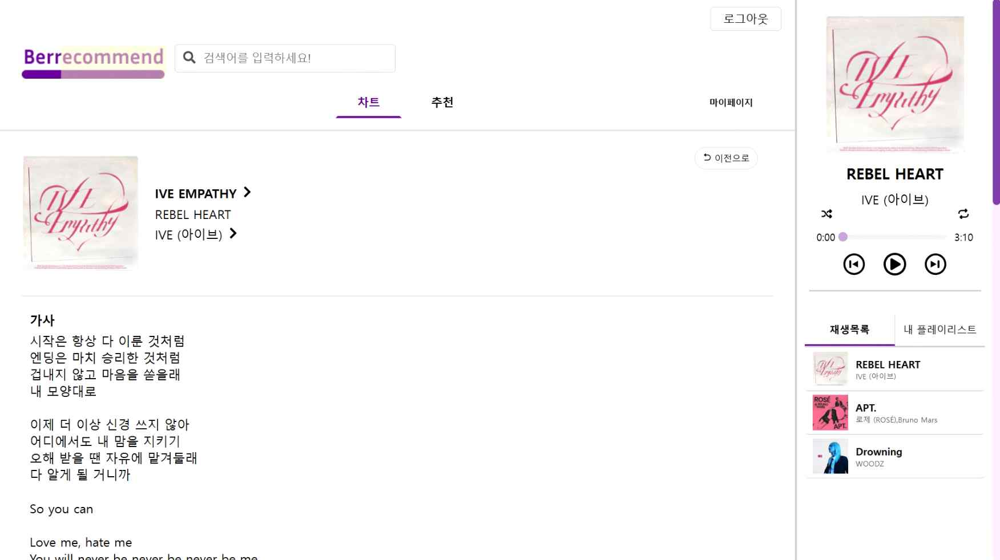 로그아웃
Berrecommend
검색어를 입력하세요!
차트
추천
마이페이지
이전으로
IVE Empathy
IVE EMPATHY
REBEL HEART
IVE (아이브)
가사
시작은 항상 다 이룬 것처럼
엔딩은 마치 승리한 것처럼
겁내지 않고 마음을 쏟을래
내 모양대로
이제 더 이상 신경 쓰지 않아
어디에서도 내 맘을 지키기
오해 받을 땐 자유에 맡겨둘래
다 알게 될 거니까
So you can
Love me, hate me
You will never be never be never be me
IVE Empathy
REBEL HEART
IVE (아이브)
0:00
3:10
재생목록
내 플레이리스트
REBEL HEART
IVE (아이브)
ROSÉ
& BRUNO
MARS
APT.
APT.
로제 (ROSÉ),Bruno Mars
Drowning
WOODZ